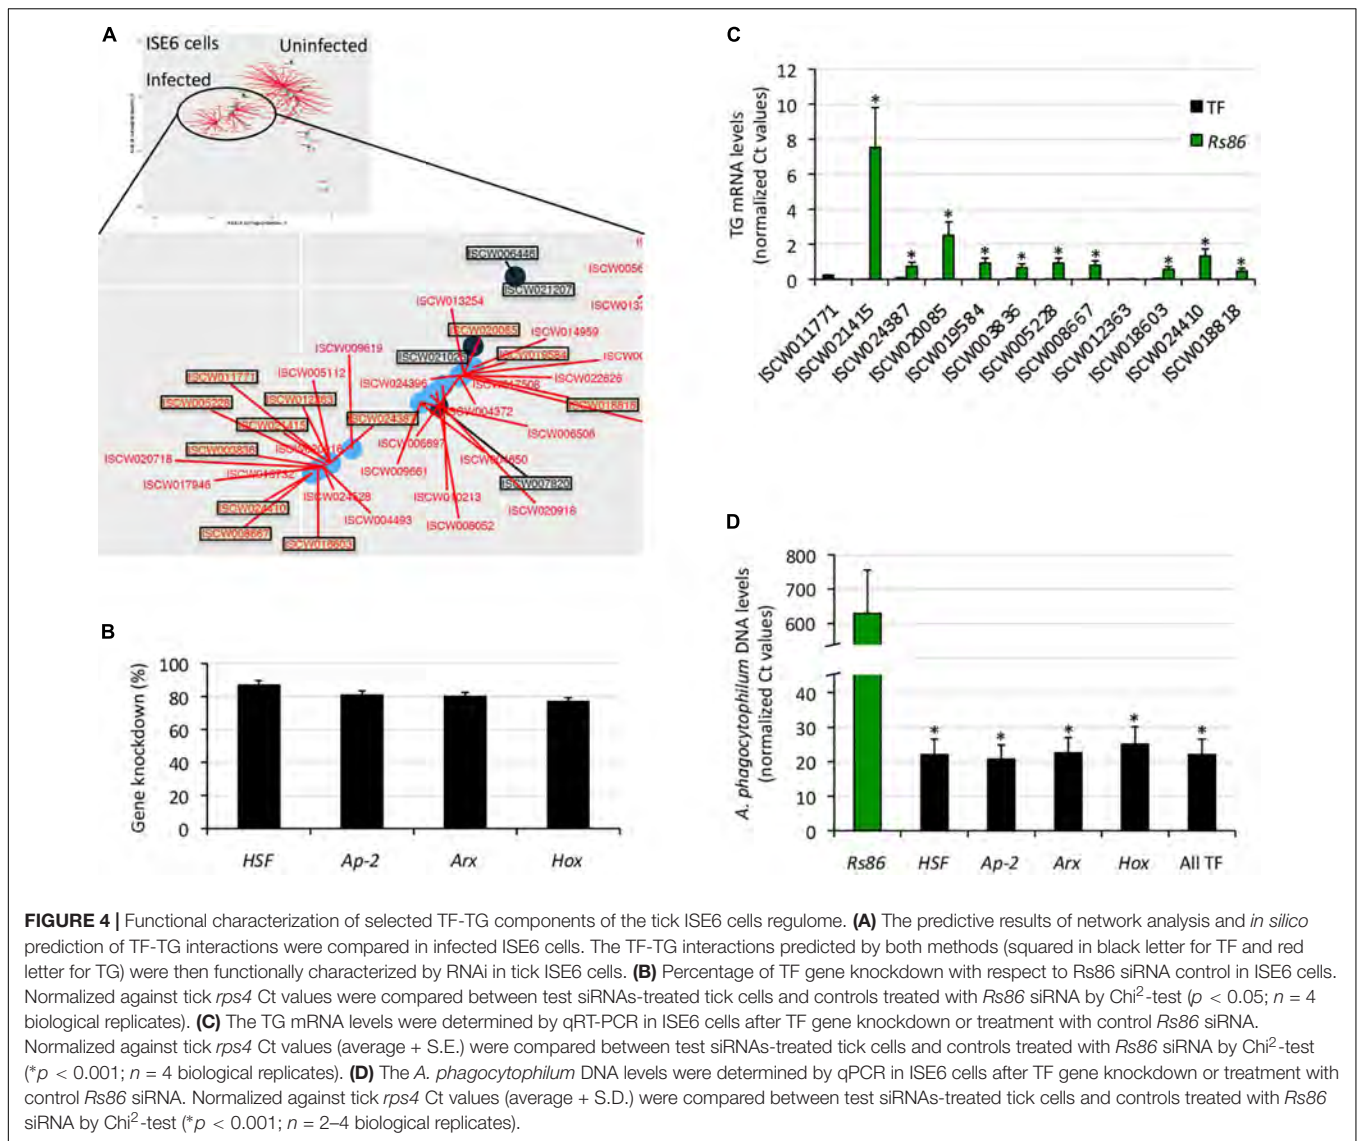 A
ISE6 cells
Uninfected
Infected
ISCW006446
ISCW021207
ISCW013254
ISCW020085
ISCW014959
ISCW009619
ISCW019584
ISCW011771
ISCW005112
ISCW024396
ISCW022626
ISCW005228
ISCW024387
ISCW004372
ISCW021415
ISCW006506
ISCW003836
ISCW006697
ISCW020718
ISCW009661
ISCW017946
ISCW007820
ISCW024528
ISCW010213
ISCW020918
ISCW024410
ISCW004493
ISCW008052
ISCW008667
ISCW018603
B
Gene knockdown (%)
100
80
60
40
20
0
HSF Ap-2 Arx Hox
C
TG mRNA levels
(normalized Ct values)
12
10
8
6
4
2
0
* * * * * * * * * *
TF
Rs86
ISCW011771
ISCW021415
ISCW024387
ISCW020085
ISCW019584
ISCW003836
ISCW005228
ISCW008667
ISCW012363
ISCW018603
ISCW024410
ISCW018818
D
A. phagocytophilum DNA levels
(normalized Ct values)
800
700
600
40
30
20
10
0
* * * * *
Rs86 HSF Ap-2 Arx Hox All TF
FIGURE 4 | Functional characterization of selected TF-TG components of the tick ISE6 cells regulome. (A) The predictive results of network analysis and in silico
prediction of TF-TG interactions were compared in infected ISE6 cells. The TF-TG interactions predicted by both methods (squared in black letter for TF and red
letter for TG) were then functionally characterized by RNAi in tick ISE6 cells. (B) Percentage of TF gene knockdown with respect to Rs86 siRNA control in ISE6 cells.
Normalized against tick rps4 Ct values were compared between test siRNAs-treated tick cells and controls treated with Rs86 siRNA by Chi²-test (p < 0.05; n = 4
biological replicates). (C) The TG mRNA levels were determined by qRT-PCR in ISE6 cells after TF gene knockdown or treatment with control Rs86 siRNA.
Normalized against tick rps4 Ct values (average + S.E.) were compared between test siRNAs-treated tick cells and controls treated with Rs86 siRNA by Chi²-test
(*p < 0.001; n = 4 biological replicates). (D) The A. phagocytophilum DNA levels were determined by qPCR in ISE6 cells after TF gene knockdown or treatment with
control Rs86 siRNA. Normalized against tick rps4 Ct values (average + S.D.) were compared between test siRNAs-treated tick cells and controls treated with Rs86
siRNA by Chi²-test (*p < 0.001; n = 2–4 biological replicates).